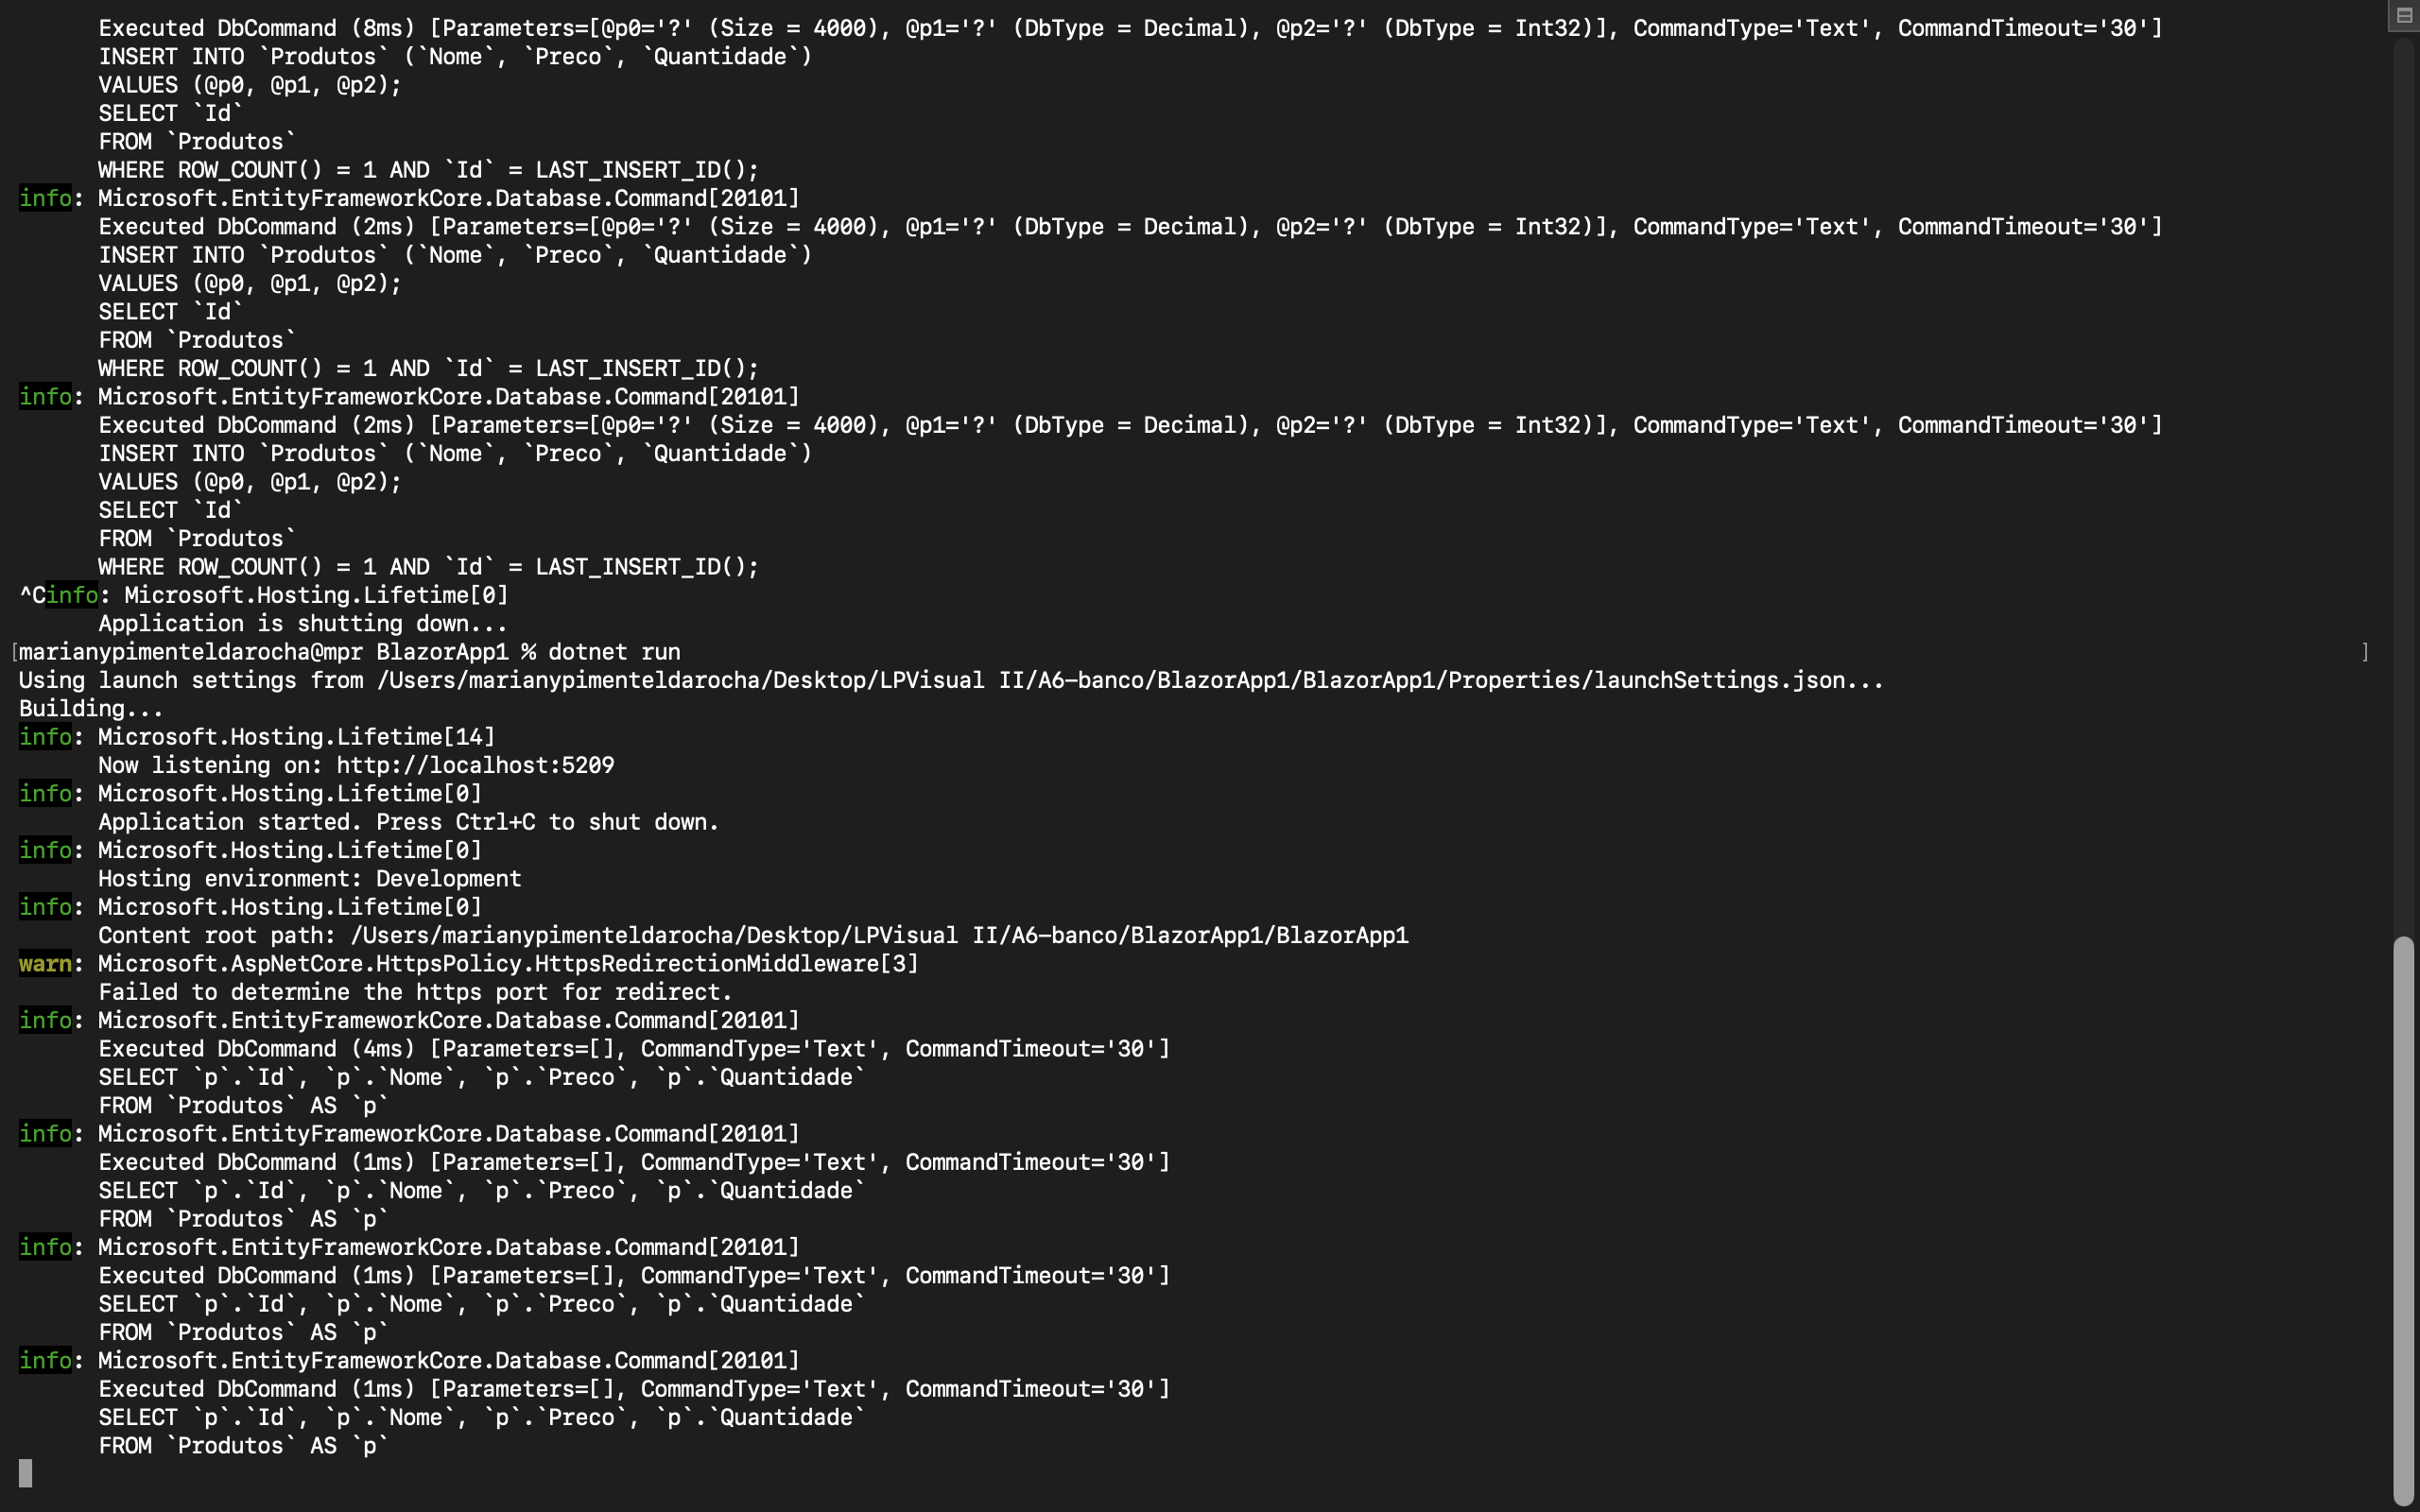 Executed DbCommand (8ms) [Parameters=[@p0='?' (Size = 4000), @p1='?' (DbType = Decimal), @p2='?' (DbType = Int32)], CommandType='Text', CommandTimeout='30']
INSERT INTO `Produtos` (`Nome`, `Preco`, `Quantidade`)
VALUES (@p0, @p1, @p2);
SELECT `Id`
FROM `Produtos`
WHERE ROW_COUNT() = 1 AND `Id` = LAST_INSERT_ID();
info: Microsoft.EntityFrameworkCore.Database.Command[20101]
Executed DbCommand (2ms) [Parameters=[@p0='?' (Size = 4000), @p1='?' (DbType = Decimal), @p2='?' (DbType = Int32)], CommandType='Text', CommandTimeout='30']
INSERT INTO `Produtos` (`Nome`, `Preco`, `Quantidade`)
VALUES (@p0, @p1, @p2);
SELECT `Id`
FROM `Produtos`
WHERE ROW_COUNT() = 1 AND `Id` = LAST_INSERT_ID();
info: Microsoft.EntityFrameworkCore.Database.Command[20101]
Executed DbCommand (2ms) [Parameters=[@p0='?' (Size = 4000), @p1='?' (DbType = Decimal), @p2='?' (DbType = Int32)], CommandType='Text', CommandTimeout='30']
INSERT INTO `Produtos` (`Nome`, `Preco`, `Quantidade`)
VALUES (@p0, @p1, @p2);
SELECT `Id`
FROM `Produtos`
WHERE ROW_COUNT() = 1 AND `Id` = LAST_INSERT_ID();
^Cinfo: Microsoft.Hosting.Lifetime[0]
Application is shutting down...
[marianypimenteldarocha@mpr BlazorApp1 % dotnet run ]
Using launch settings from /Users/marianypimenteldarocha/Desktop/LPVisual II/A6-banco/BlazorApp1/BlazorApp1/Properties/launchSettings.json...
Building...
info: Microsoft.Hosting.Lifetime[14]
Now listening on: http://localhost:5209
info: Microsoft.Hosting.Lifetime[0]
Application started. Press Ctrl+C to shut down.
info: Microsoft.Hosting.Lifetime[0]
Hosting environment: Development
info: Microsoft.Hosting.Lifetime[0]
Content root path: /Users/marianypimenteldarocha/Desktop/LPVisual II/A6-banco/BlazorApp1/BlazorApp1
warn: Microsoft.AspNetCore.HttpsPolicy.HttpsRedirectionMiddleware[3]
Failed to determine the https port for redirect.
info: Microsoft.EntityFrameworkCore.Database.Command[20101]
Executed DbCommand (4ms) [Parameters=[], CommandType='Text', CommandTimeout='30']
SELECT `p`.`Id`, `p`.`Nome`, `p`.`Preco`, `p`.`Quantidade`
FROM `Produtos` AS `p`
info: Microsoft.EntityFrameworkCore.Database.Command[20101]
Executed DbCommand (1ms) [Parameters=[], CommandType='Text', CommandTimeout='30']
SELECT `p`.`Id`, `p`.`Nome`, `p`.`Preco`, `p`.`Quantidade`
FROM `Produtos` AS `p`
info: Microsoft.EntityFrameworkCore.Database.Command[20101]
Executed DbCommand (1ms) [Parameters=[], CommandType='Text', CommandTimeout='30']
SELECT `p`.`Id`, `p`.`Nome`, `p`.`Preco`, `p`.`Quantidade`
FROM `Produtos` AS `p`
info: Microsoft.EntityFrameworkCore.Database.Command[20101]
Executed DbCommand (1ms) [Parameters=[], CommandType='Text', CommandTimeout='30']
SELECT `p`.`Id`, `p`.`Nome`, `p`.`Preco`, `p`.`Quantidade`
FROM `Produtos` AS `p`